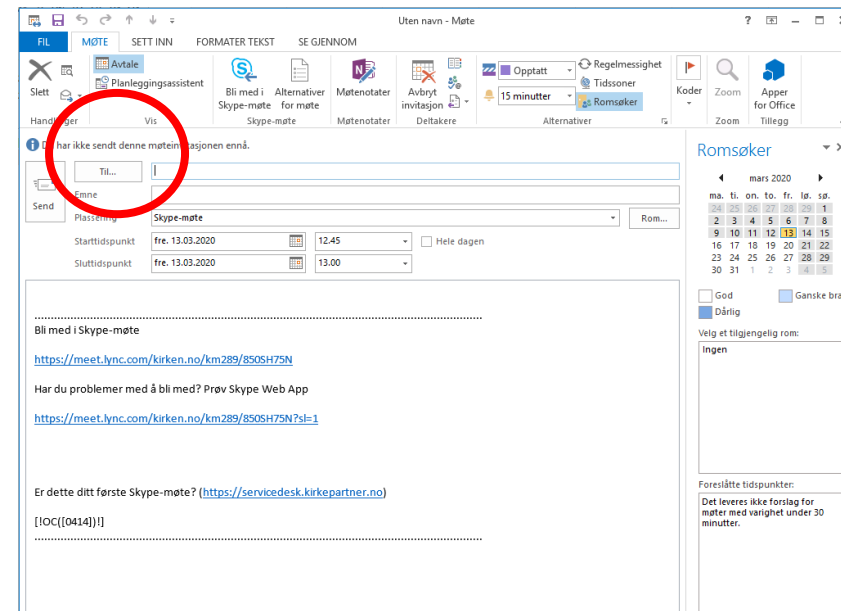 Uten navn - Møte
FIL MØTE SETT INN FORMATER TEKST SE GJENNOM
Slett
Avtale
Planleggingsassistent
Bli med i Skype-møte
Alternativer for møte
Møtenotater
Avbryt invitasjon
Opptatt
15 minutter
Regelmessighet
Tidssoner
Romsøker
Koder
Zoom
Apper for Office
Vis Skype-møte Møtenotater Deltakere Alternativer Zoom Tillegg
har ikke sendt denne møteinvitasjonen ennå.
Til...
Send
Emne
Plassering Skype-møte Rom...
Starttidspunkt fre. 13.03.2020 12.45 Hele dagen
Sluttidspunkt fre. 13.03.2020 13.00
Bli med i Skype-møte
https://meet.lync.com/kirken.no/km289/850SH75N
Har du problemer med å bli med? Prøv Skype Web App
https://meet.lync.com/kirken.no/km289/850SH75N?sl=1
Er dette ditt første Skype-møte? (https://servicedesk.kirkepartner.no)
[!OC([0414])!]
Romsøker
mars 2020
ma. ti. on. to. fr. lø. sø.
24 25 26 27 28 29 1
2 3 4 5 6 7 8
9 10 11 12 13 14 15
16 17 18 19 20 21 22
23 24 25 26 27 28 29
30 31 1 2 3 4 5
God Ganske bra
Dårlig
Velg et tilgjengelig rom:
Ingen
Foreslåtte tidspunkter:
Det leveres ikke forslag for
møter med varighet under 30
minutter.